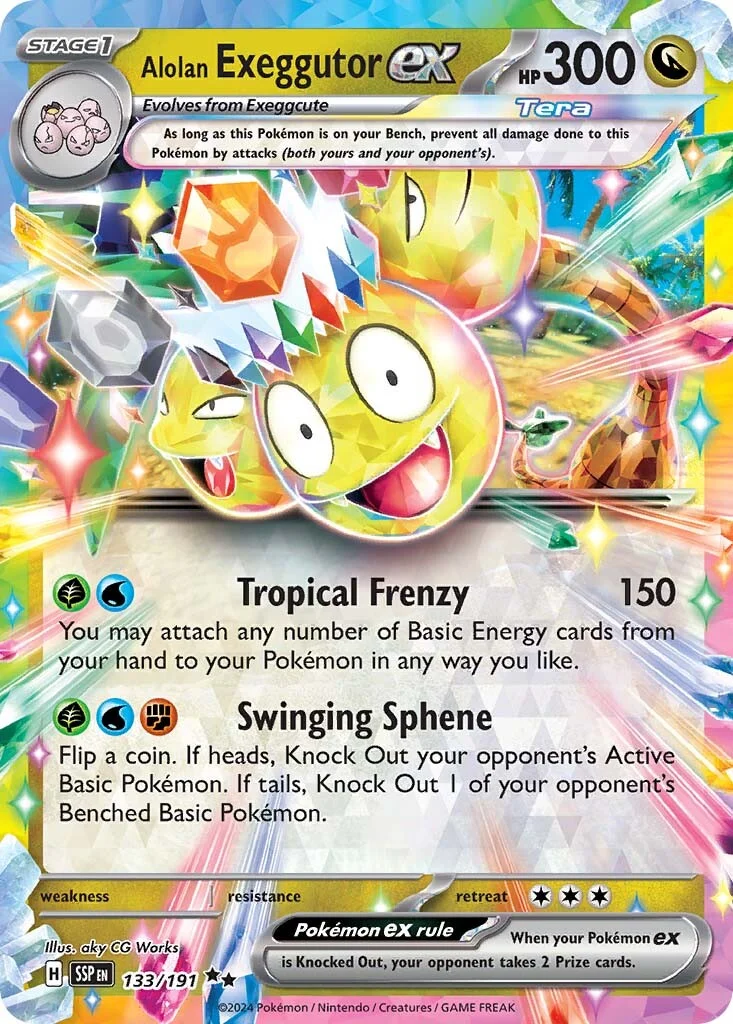 STAGE1
Alolan Exeggutor ex
HP 300
Evolves from Exeggcute
Tera
As long as this Pokémon is on your Bench, prevent all damage done to this
Pokémon by attacks (both yours and your opponent's).
Tropical Frenzy 150
You may attach any number of Basic Energy cards from
your hand to your Pokémon in any way you like.
Swinging Sphene
Flip a coin. If heads, Knock Out your opponent's Active
Basic Pokémon. If tails, Knock Out 1 of your opponent's
Benched Basic Pokémon.
weakness resistance retreat
Illus. aky CG Works
Pokémon ex rule
When your Pokémon ex
is Knocked Out, your opponent takes 2 Prize cards.
H SSP EN 133/191
©2024 Pokémon / Nintendo / Creatures / GAME FREAK